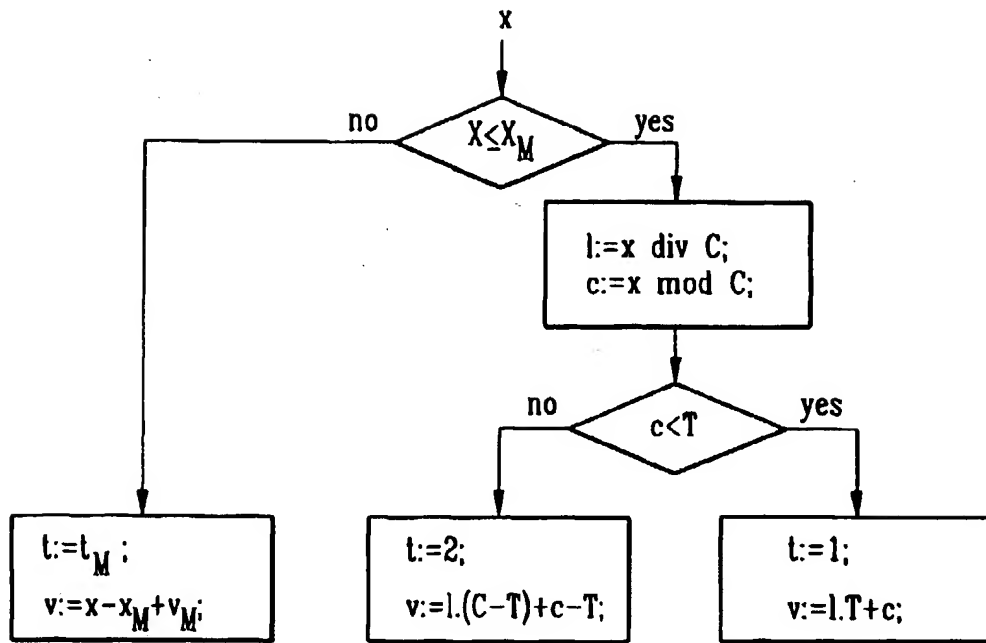 x
X≤X_M
no
yes
l:=x div C;
c:=x mod C;
c<T
no
yes
t:=t_M ;
v:=x-x_M+v_M;
t:=2;
v:=l.(C-T)+c-T;
t:=1;
v:=l.T+c;